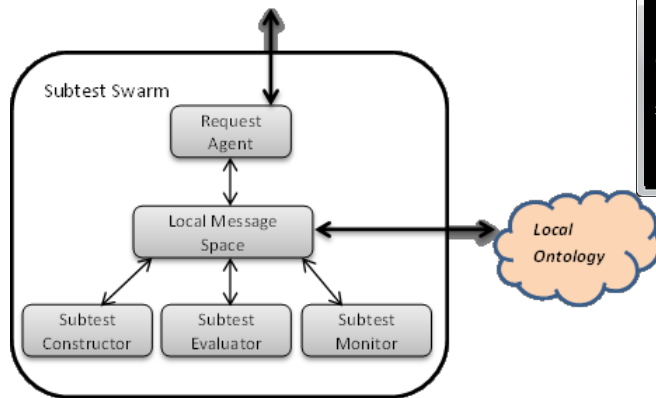 Subtest Swarm
Request
Agent
Local Message
Space
Local
Ontology
Subtest
Constructor
Subtest
Evaluator
Subtest
Monitor